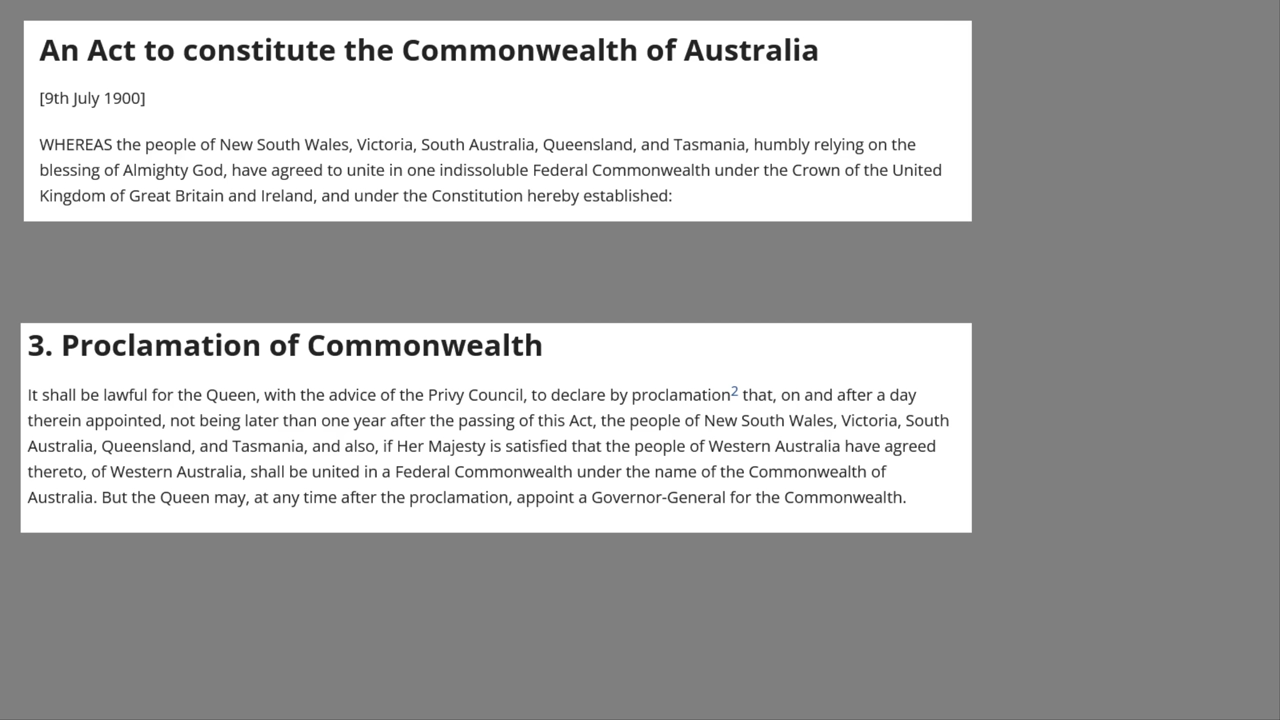 An Act to constitute the Commonwealth of Australia
[9th July 1900]
WHEREAS the people of New South Wales, Victoria, South Australia, Queensland, and Tasmania, humbly relying on the
blessing of Almighty God, have agreed to unite in one indissoluble Federal Commonwealth under the Crown of the United
Kingdom of Great Britain and Ireland, and under the Constitution hereby established:
3. Proclamation of Commonwealth
It shall be lawful for the Queen, with the advice of the Privy Council, to declare by proclamation2 that, on and after a day
therein appointed, not being later than one year after the passing of this Act, the people of New South Wales, Victoria, South
Australia, Queensland, and Tasmania, and also, if Her Majesty is satisfied that the people of Western Australia have agreed
thereto, of Western Australia, shall be united in a Federal Commonwealth under the name of the Commonwealth of
Australia. But the Queen may, at any time after the proclamation, appoint a Governor-General for the Commonwealth.